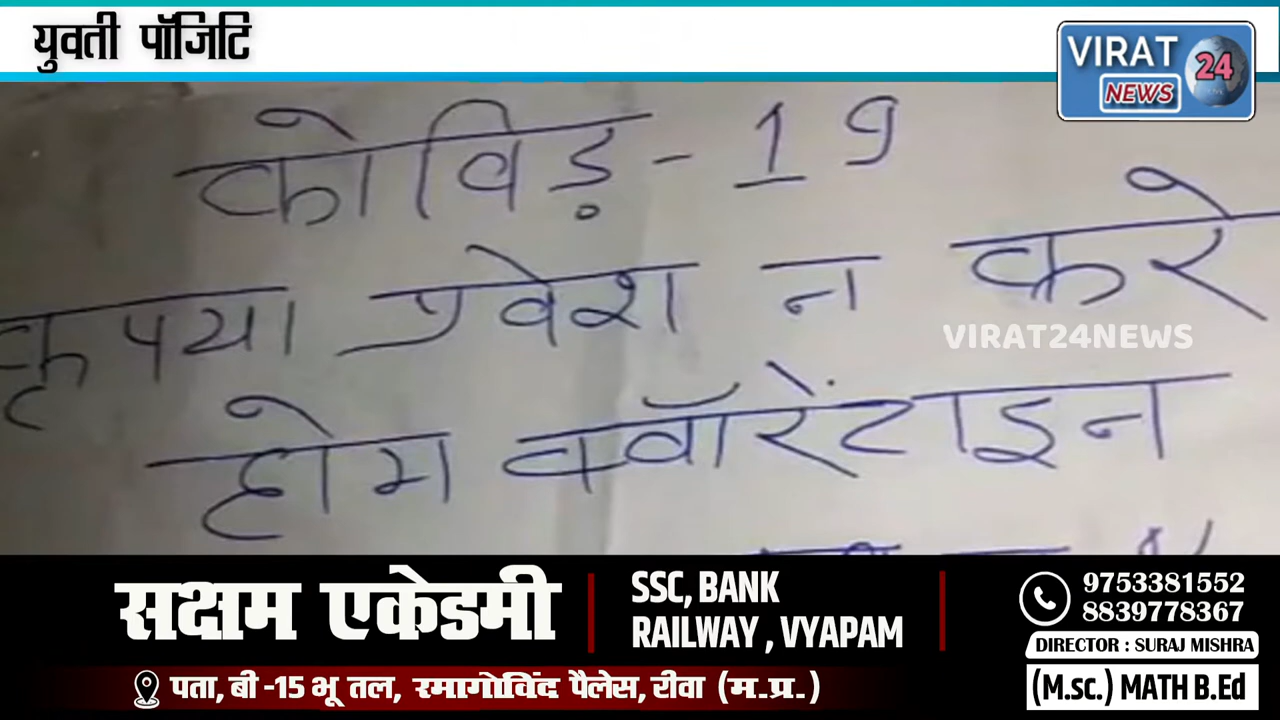 युवती पॉजिटि
VIRAT
24
NEWS
कोविड़ - 19
कृपया प्रवेश न करे
VIRAT24NEWS
होम क्वॉरेंटाइन
सक्षम एकेडमी
SSC, BANK
RAILWAY , VYAPAM
9753381552
8839778367
DIRECTOR : SURAJ MISHRA
(M.sc.) MATH B.Ed
पता, बी -15 भू तल, रमागोविंद पैलेस, रीवा (म.प्र.)